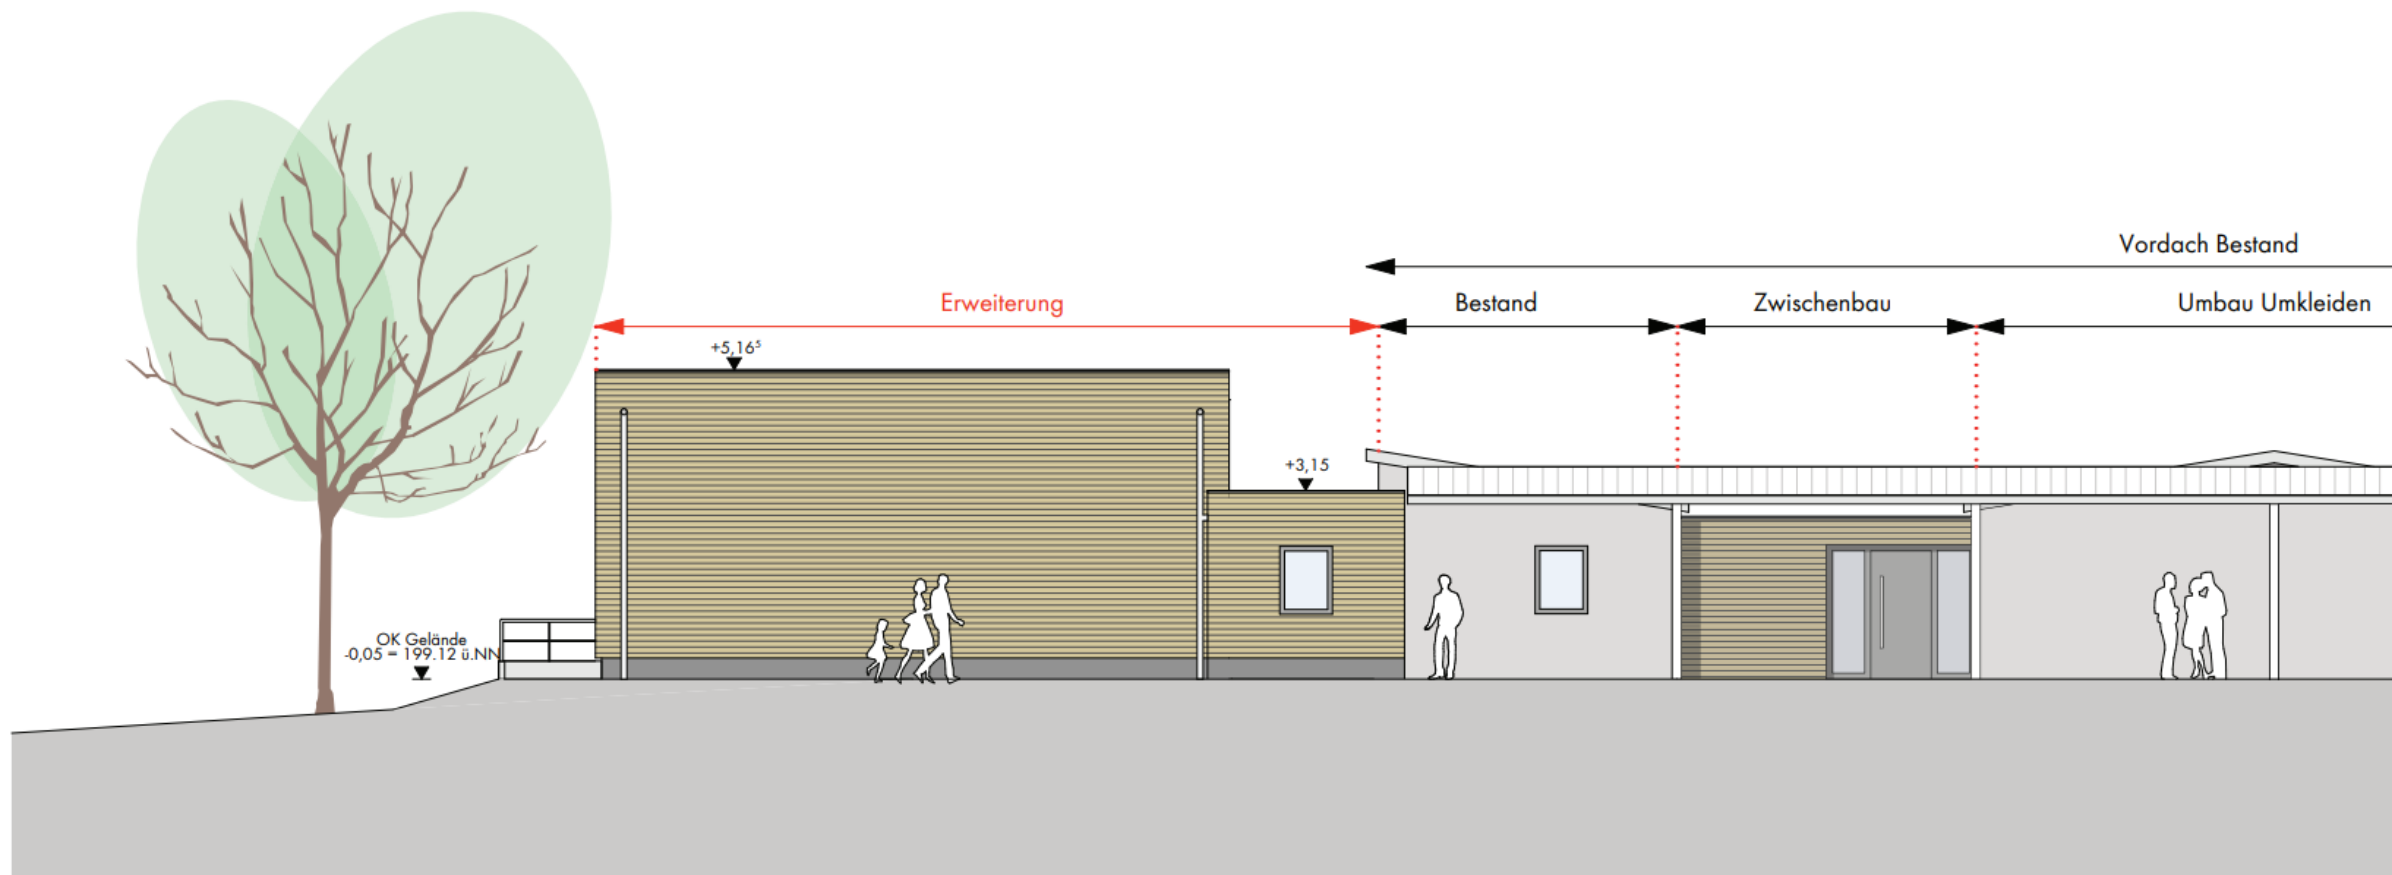 Vordach Bestand
Erweiterung
Bestand
Zwischenbau
Umbau Umkleiden
+5,16⁵
+3,15
OK Gelände
-0,05 = 199.12 ü.NN